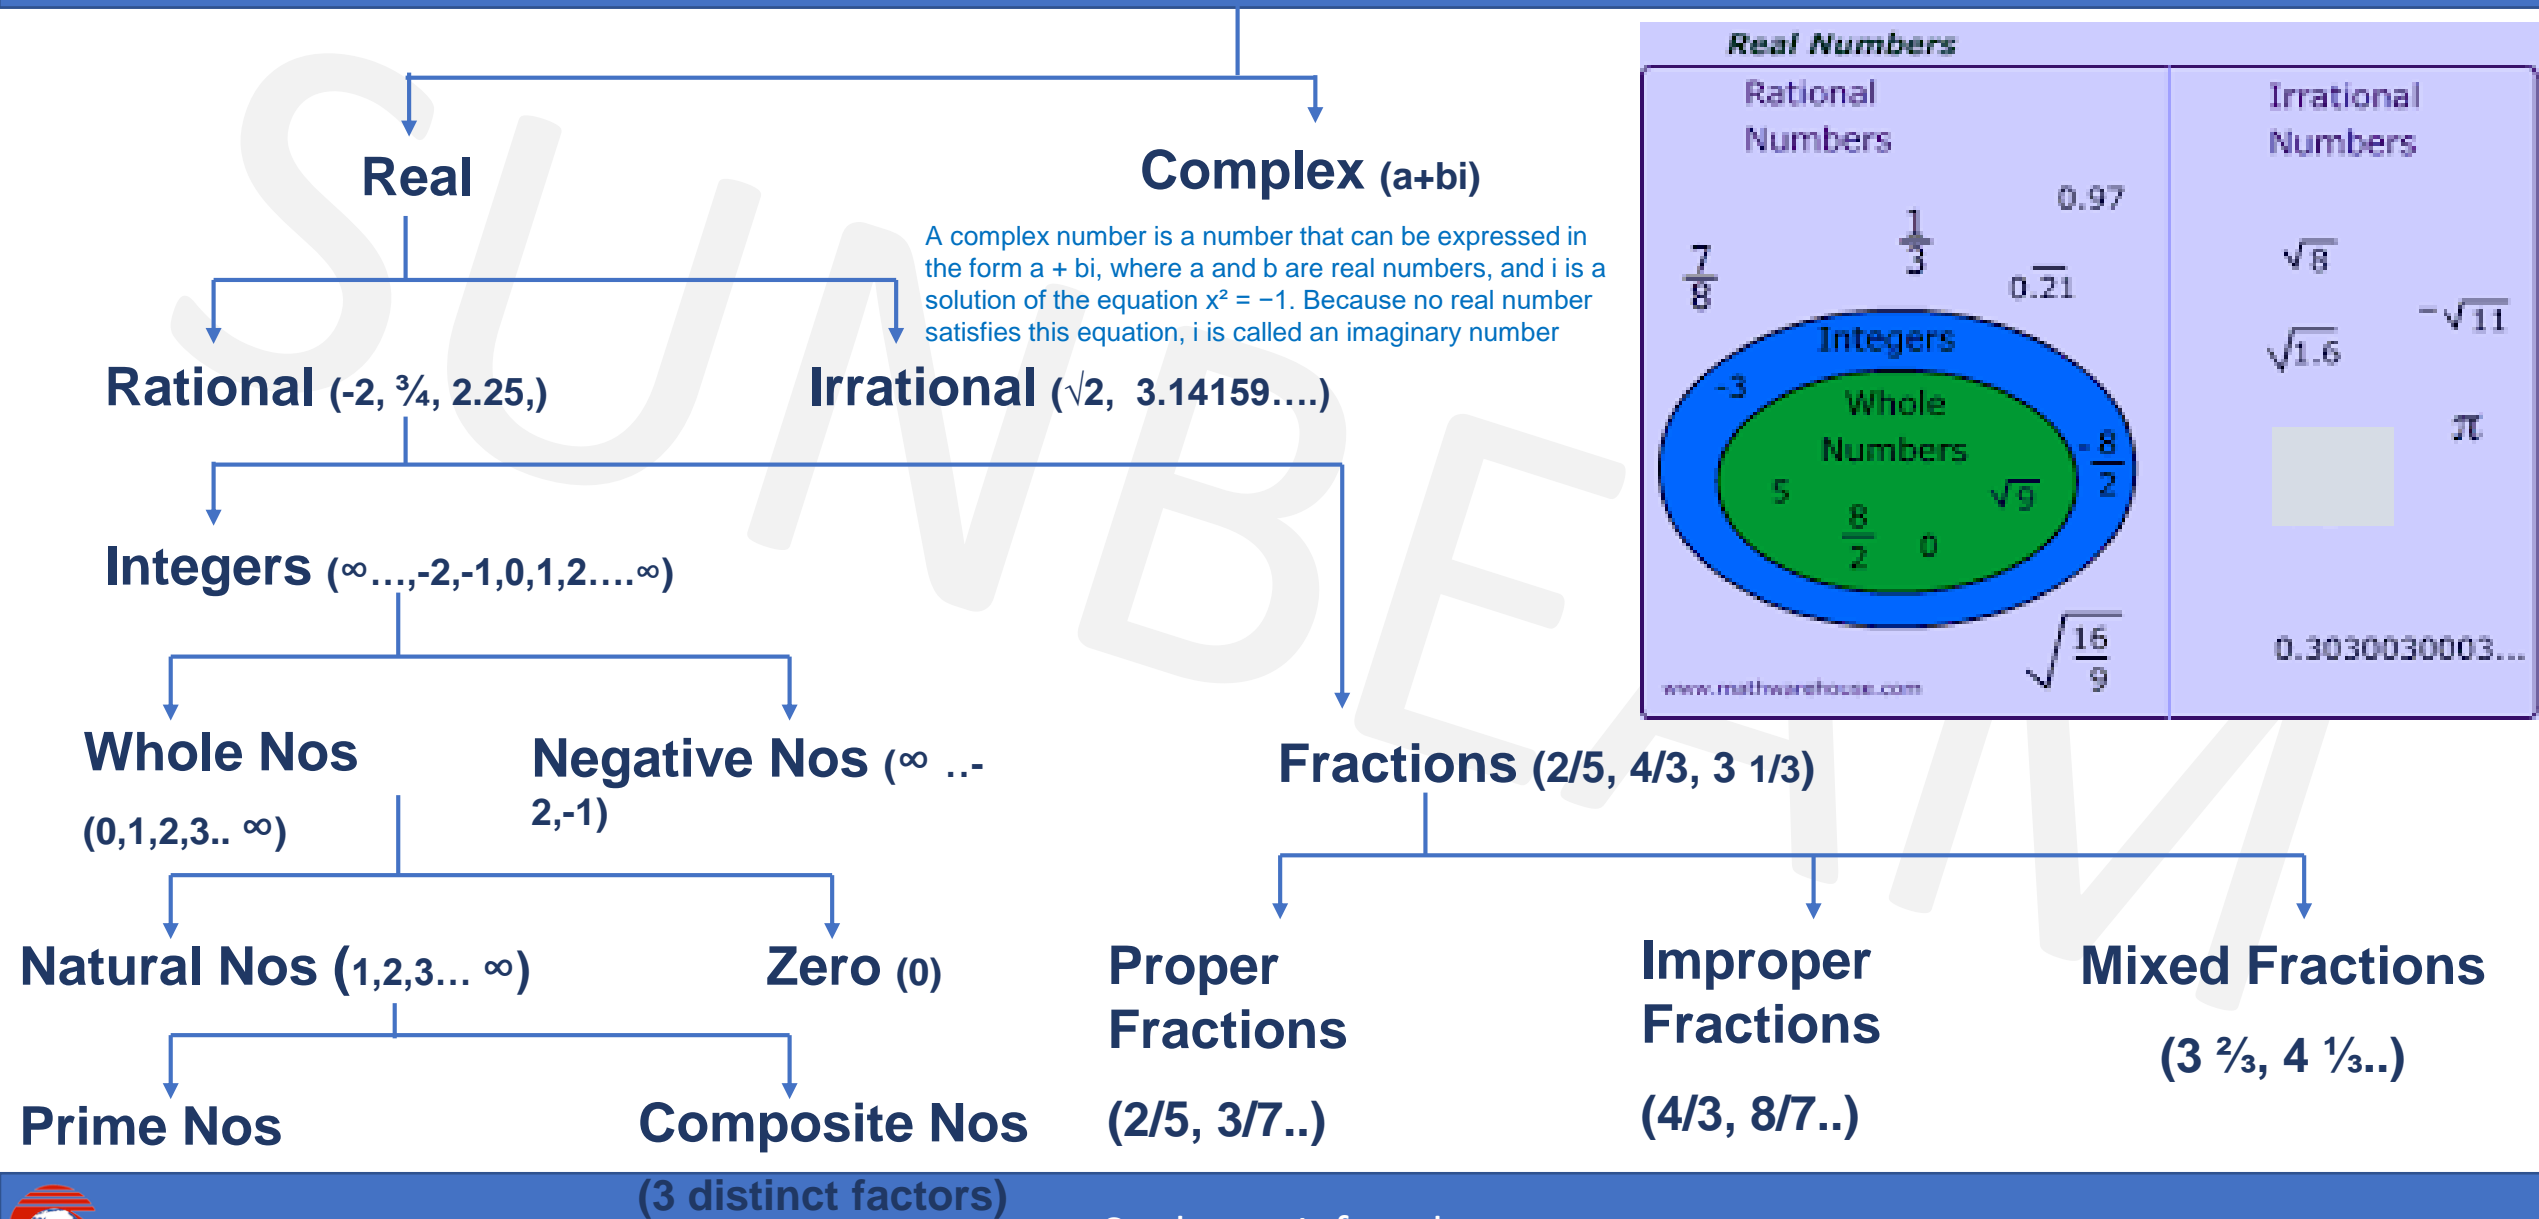 Real
Complex (a+bi)
A complex number is a number that can be expressed in
the form a + bi, where a and b are real numbers, and i is a
solution of the equation x² = −1. Because no real number
satisfies this equation, i is called an imaginary number
Rational (-2, ¾, 2.25,)
Irrational (√2, 3.14159….)
Integers (∞…,-2,-1,0,1,2….∞)
Whole Nos
(0,1,2,3.. ∞)
Negative Nos (∞ ..-
2,-1)
Fractions (2/5, 4/3, 3 1/3)
Natural Nos (1,2,3… ∞)
Zero (0)
Proper
Fractions
(2/5, 3/7..)
Improper
Fractions
(4/3, 8/7..)
Mixed Fractions
(3 ⅔, 4 ⅓..)
Prime Nos
Composite Nos
(3 distinct factors)
Real Numbers
Rational
Numbers
7/8
1/3
0.97
0.2̅1̅
Integers
-3
Whole
Numbers
-8/2
5
√9
8/2
0
√16/9
www.mathwarehouse.com
Irrational
Numbers
√8
-√11
√1.6
π
0.3030030003...
SUNBEAM